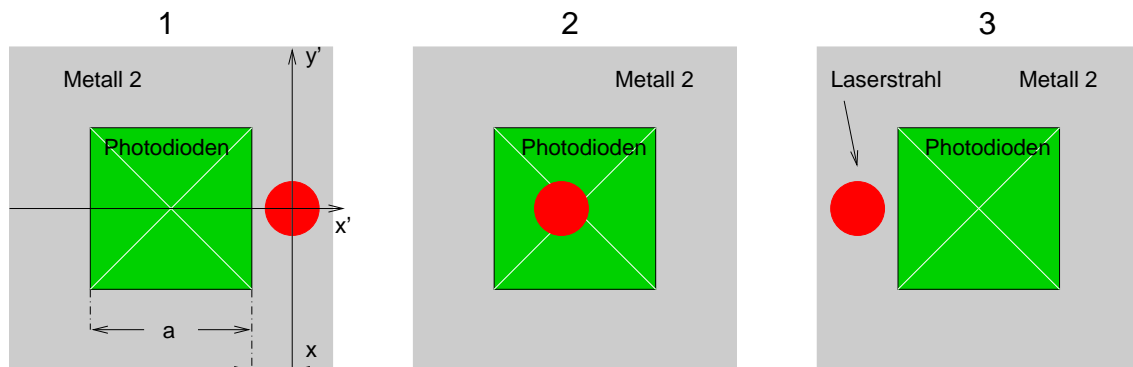 1
2
3
y'
Metall 2
Metall 2
Laserstrahl
Metall 2
Photodioden
Photodioden
Photodioden
x'
a
x